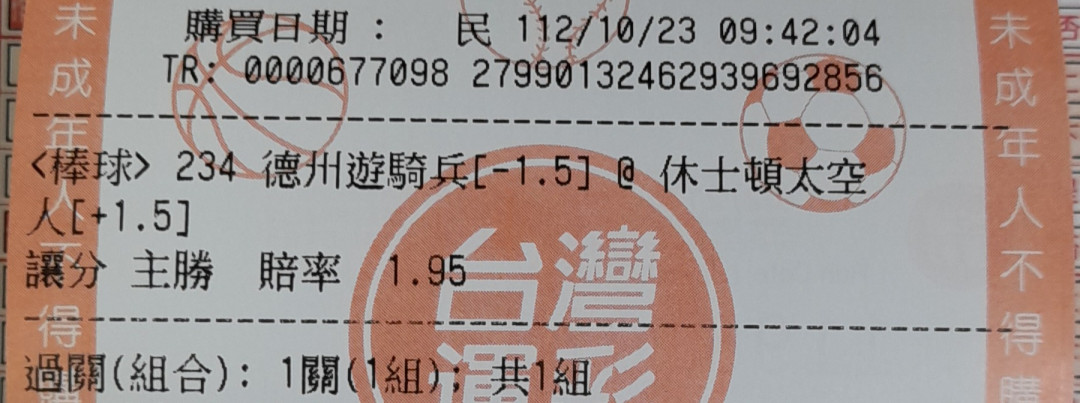 購買日期： 民 112/10/23 09:42:04
TR: 0000677098 27990132462939692856
<棒球> 234 德州遊騎兵[-1.5] @ 休士頓太空
人[+1.5]
讓分 主勝 賠率 1.95
過關(組合): 1關(1組); 共1組
台灣
運彩
未成年人不得購
未成年人不得購